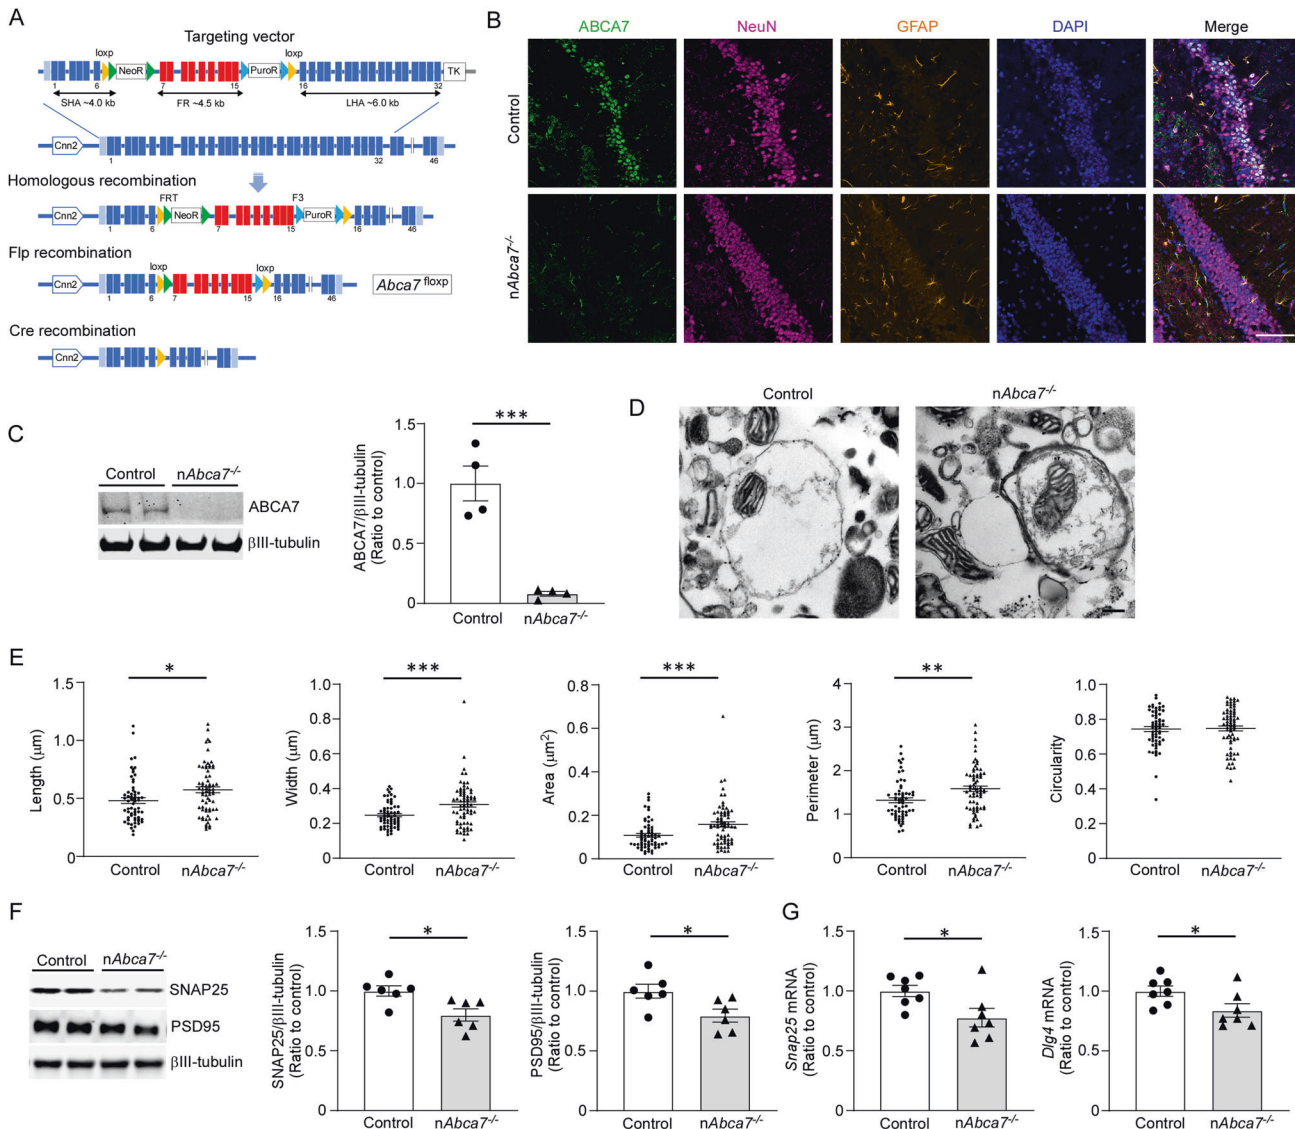 A
Targeting vector
loxp
loxp
NeoR
PuroR
TK
1
6
7
15
16
32
SHA ~4.0 kb
FR ~4.5 kb
LHA ~6.0 kb
Cnn2
1
32
46
Homologous recombination
FRT
F3
Cnn2
NeoR
PuroR
1
6
7
15
16
46
Flp recombination
loxp
loxp
Cnn2
Abca7 floxp
1
6
7
15
16
46
Cre recombination
Cnn2
B
ABCA7
NeuN
GFAP
DAPI
Merge
Control
nAbca7-/-
C
Control
nAbca7-/-
ABCA7
βIII-tubulin
***
ABCA7/βIII-tubulin
(Ratio to control)
1.5
1.0
0.5
0
Control
nAbca7-/-
D
Control
nAbca7-/-
E
*
Length (μm)
1.5
1.0
0.5
0
Control
nAbca7-/-
***
Width (μm)
1.0
0.8
0.6
0.4
0.2
0
Control
nAbca7-/-
***
Area (μm2)
0.8
0.6
0.4
0.2
0
Control
nAbca7-/-
**
Perimeter (μm)
4
3
2
1
0
Control
nAbca7-/-
Circularity
1.0
0.8
0.6
0.4
0.2
0
Control
nAbca7-/-
F
Control
nAbca7-/-
SNAP25
PSD95
βIII-tubulin
*
SNAP25/βIII-tubulin
(Ratio to control)
1.5
1.0
0.5
0
Control
nAbca7-/-
*
PSD95/βIII-tubulin
(Ratio to control)
1.5
1.0
0.5
0
Control
nAbca7-/-
G
*
Snap25 mRNA
(Ratio to control)
1.5
1.0
0.5
0
Control
nAbca7-/-
*
Dlg4 mRNA
(Ratio to control)
1.5
1.0
0.5
0
Control
nAbca7-/-